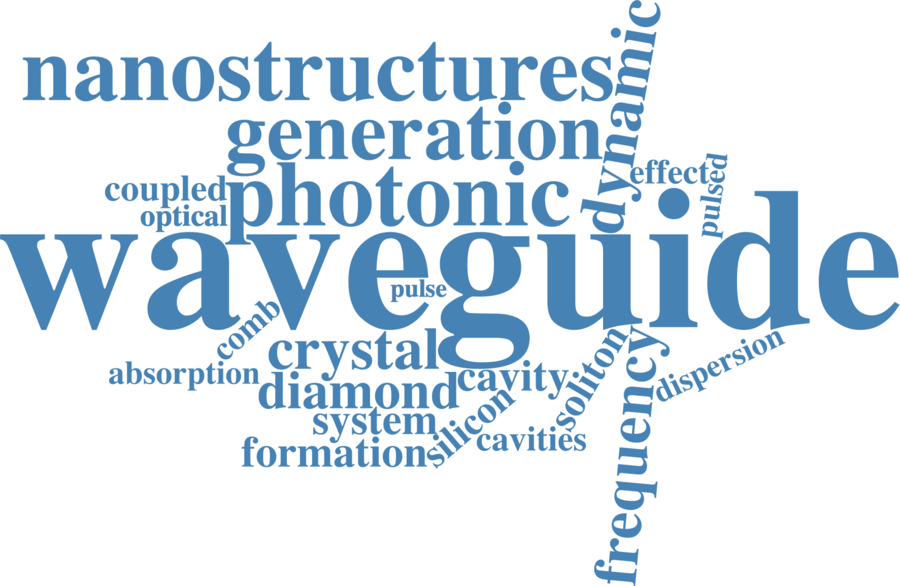 nanostructures
dynamic
generation
effect
pulsed
coupled
photonic
optical
waveguide
pulse
comb
crystal
absorption
diamond
cavity
soliton
dispersion
system
silicon
cavities
formation
frequency